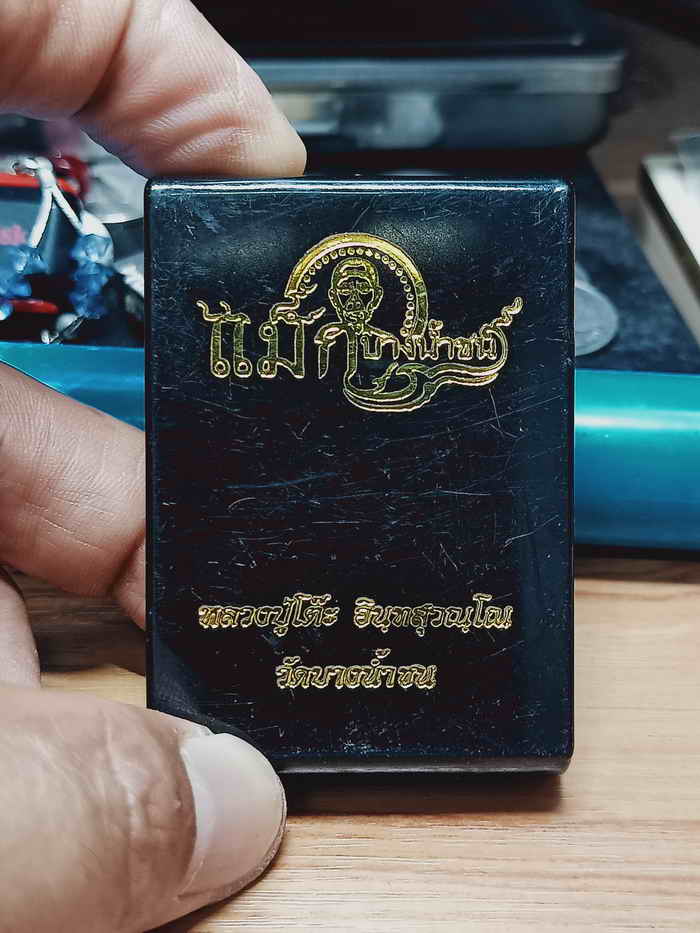 แม็ก บางน้ำชน
หลวงปู่โต๊ะ อินฺทสุวณฺโณ
วัดบางน้ำชน